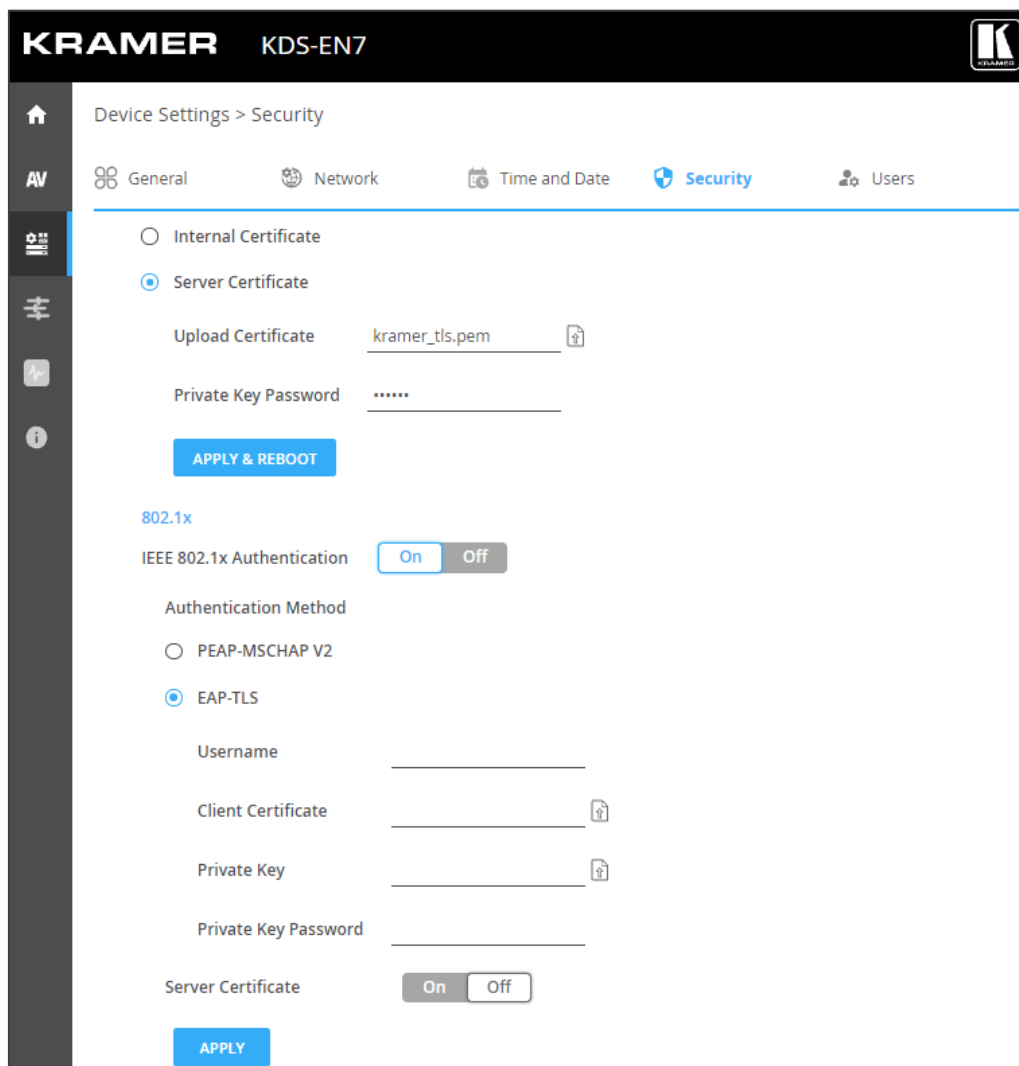 KRAMER KDS-EN7
KRAMER
Device Settings > Security
AV
General Network Time and Date Security Users
Internal Certificate
Server Certificate
Upload Certificate kramer_tls.pem
Private Key Password ••••••
APPLY & REBOOT
802.1x
IEEE 802.1x Authentication On Off
Authentication Method
PEAP-MSCHAP V2
EAP-TLS
Username
Client Certificate
Private Key
Private Key Password
Server Certificate On Off
APPLY